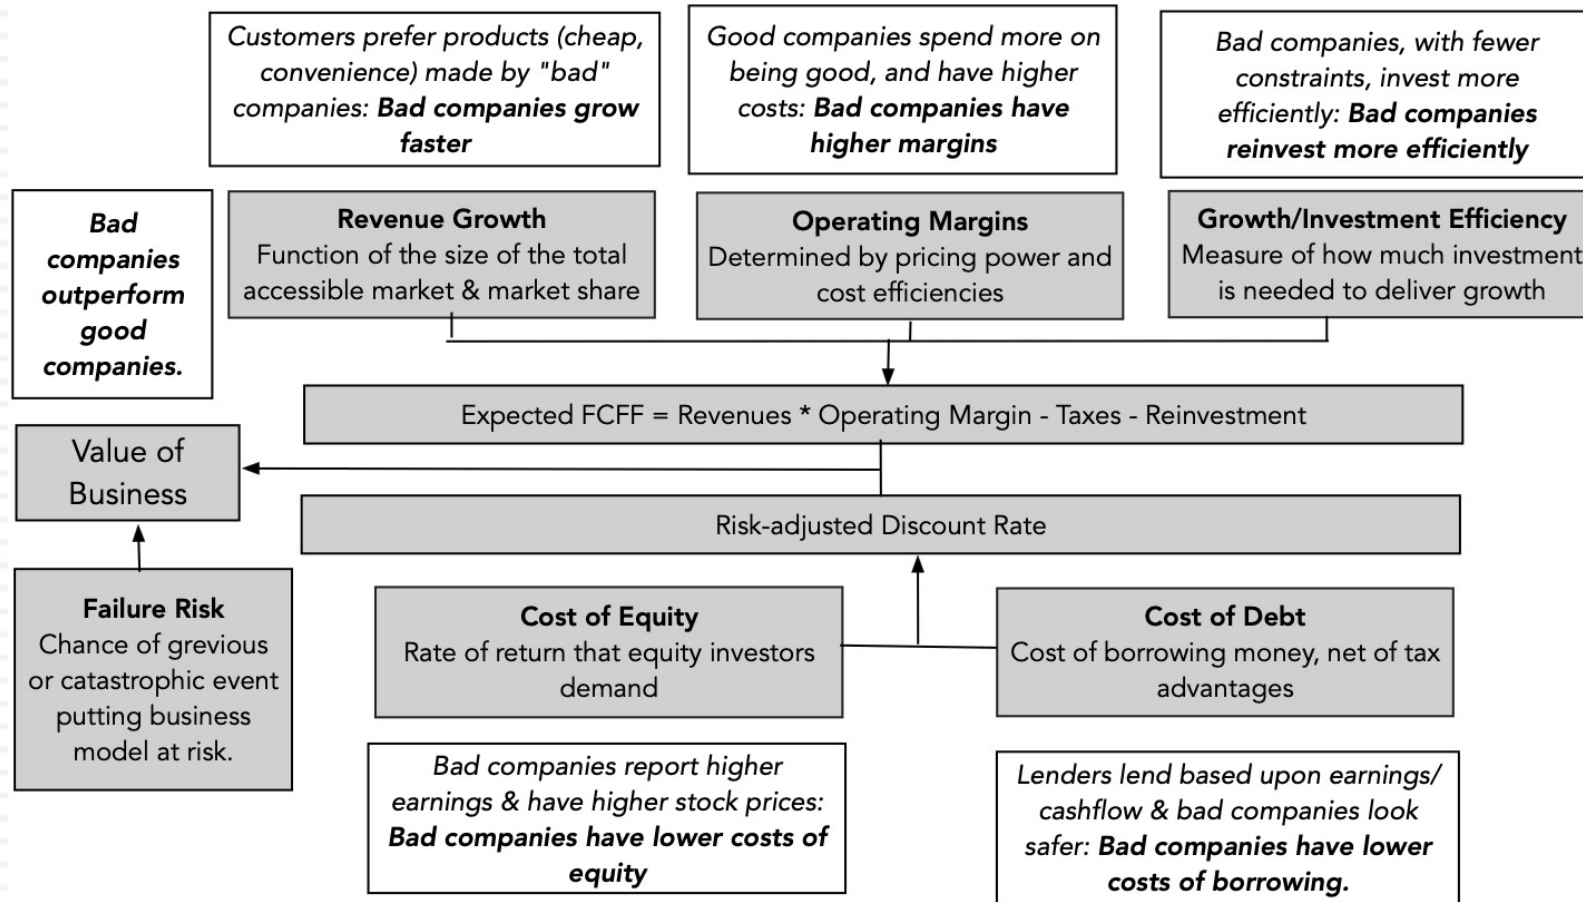 Customers prefer products (cheap,
convenience) made by "bad"
companies: Bad companies grow
faster
Good companies spend more on
being good, and have higher
costs: Bad companies have
higher margins
Bad companies, with fewer
constraints, invest more
efficiently: Bad companies
reinvest more efficiently
Bad
companies
outperform
good
companies.
Revenue Growth
Function of the size of the total
accessible market & market share
Operating Margins
Determined by pricing power and
cost efficiencies
Growth/Investment Efficiency
Measure of how much investment
is needed to deliver growth
Expected FCFF = Revenues * Operating Margin - Taxes - Reinvestment
Value of
Business
Risk-adjusted Discount Rate
Failure Risk
Chance of grevious
or catastrophic event
putting business
model at risk.
Cost of Equity
Rate of return that equity investors
demand
Cost of Debt
Cost of borrowing money, net of tax
advantages
Bad companies report higher
earnings & have higher stock prices:
Bad companies have lower costs of
equity
Lenders lend based upon earnings/
cashflow & bad companies look
safer: Bad companies have lower
costs of borrowing.